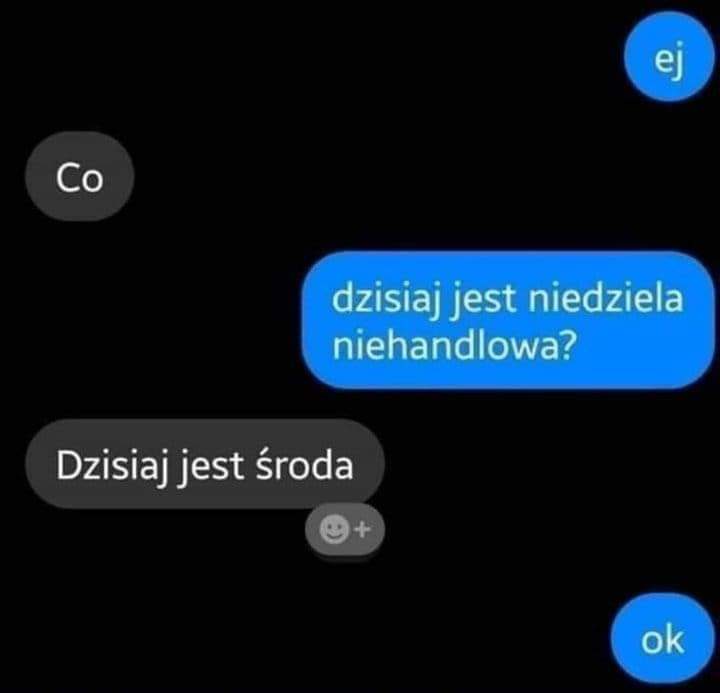 ej
Co
dzisiaj jest niedziela
niehandlowa?
Dzisiaj jest środa
ok